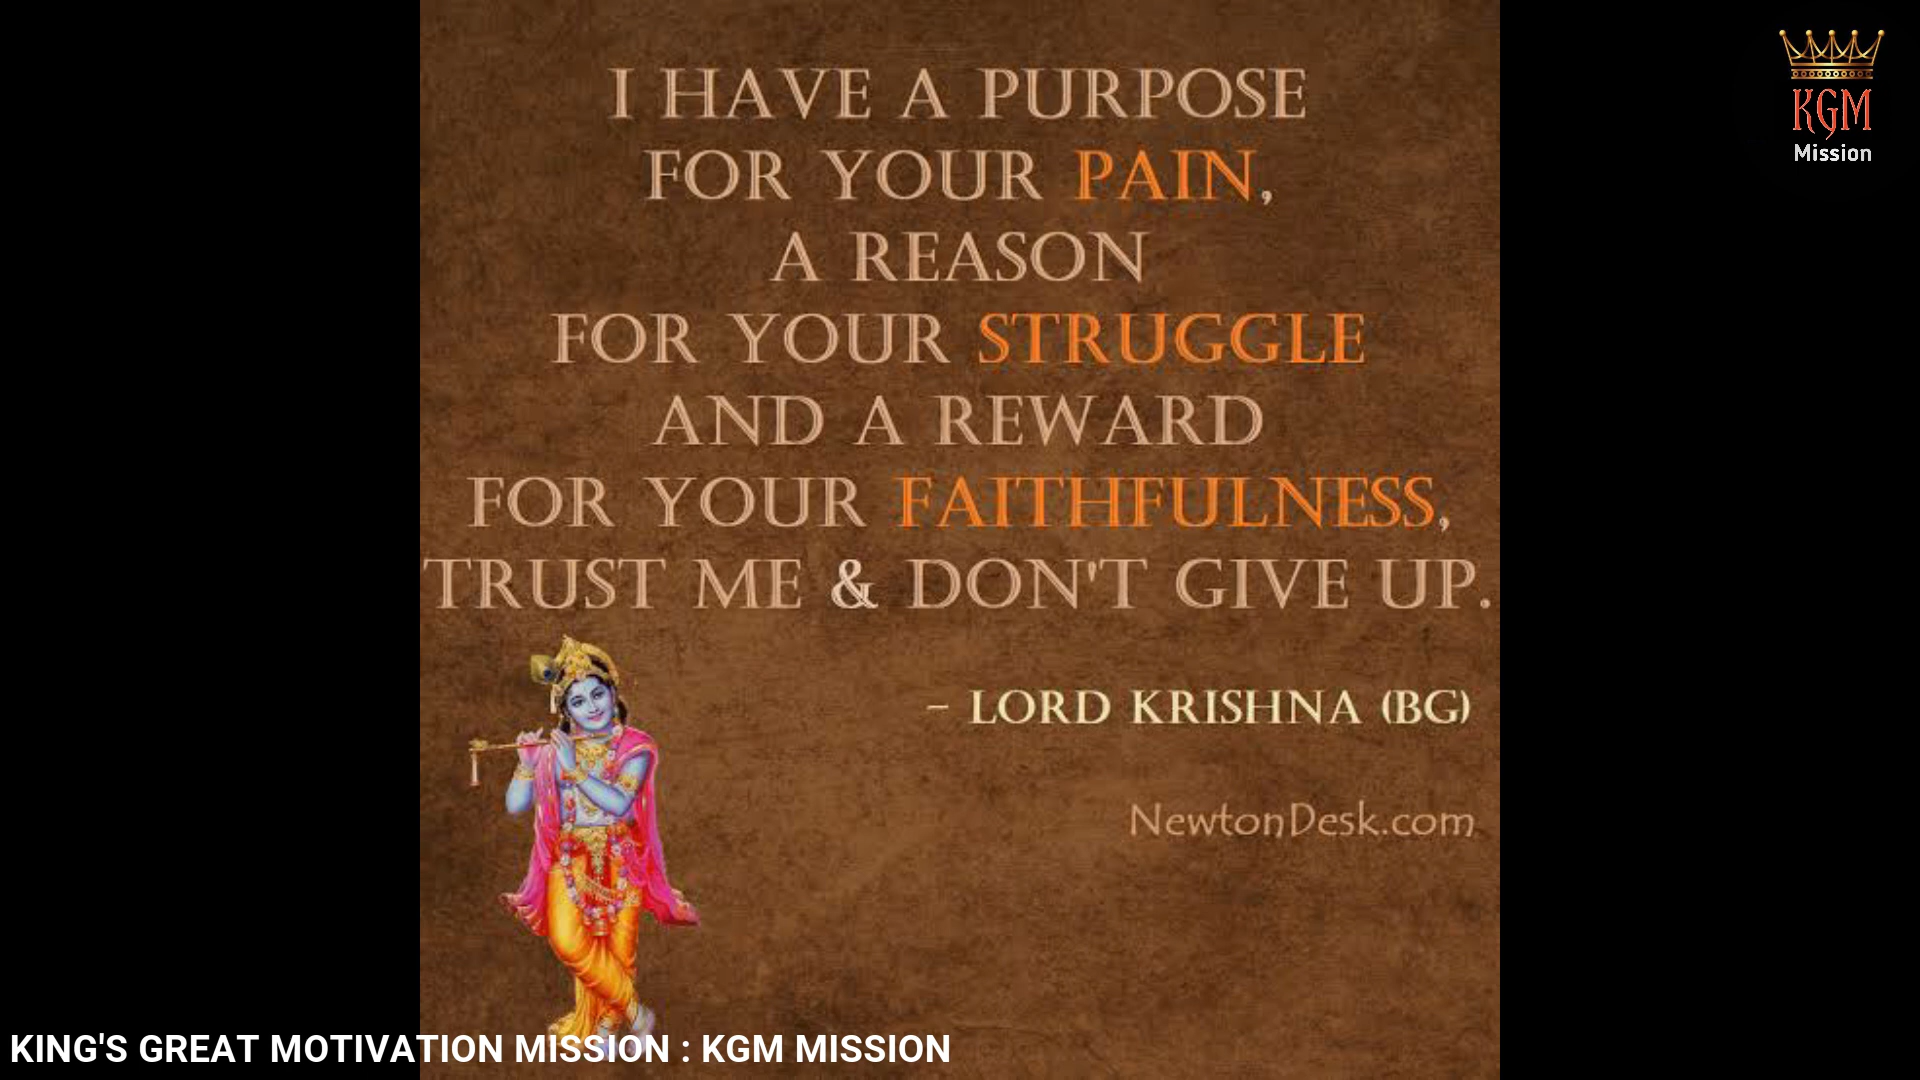 I HAVE A PURPOSE
FOR YOUR PAIN,
A REASON
FOR YOUR STRUGGLE
AND A REWARD
FOR YOUR FAITHFULNESS,
TRUST ME & DON'T GIVE UP.
- LORD KRISHNA (BG)
NewtonDesk.com
KGM
Mission
KING'S GREAT MOTIVATION MISSION : KGM MISSION